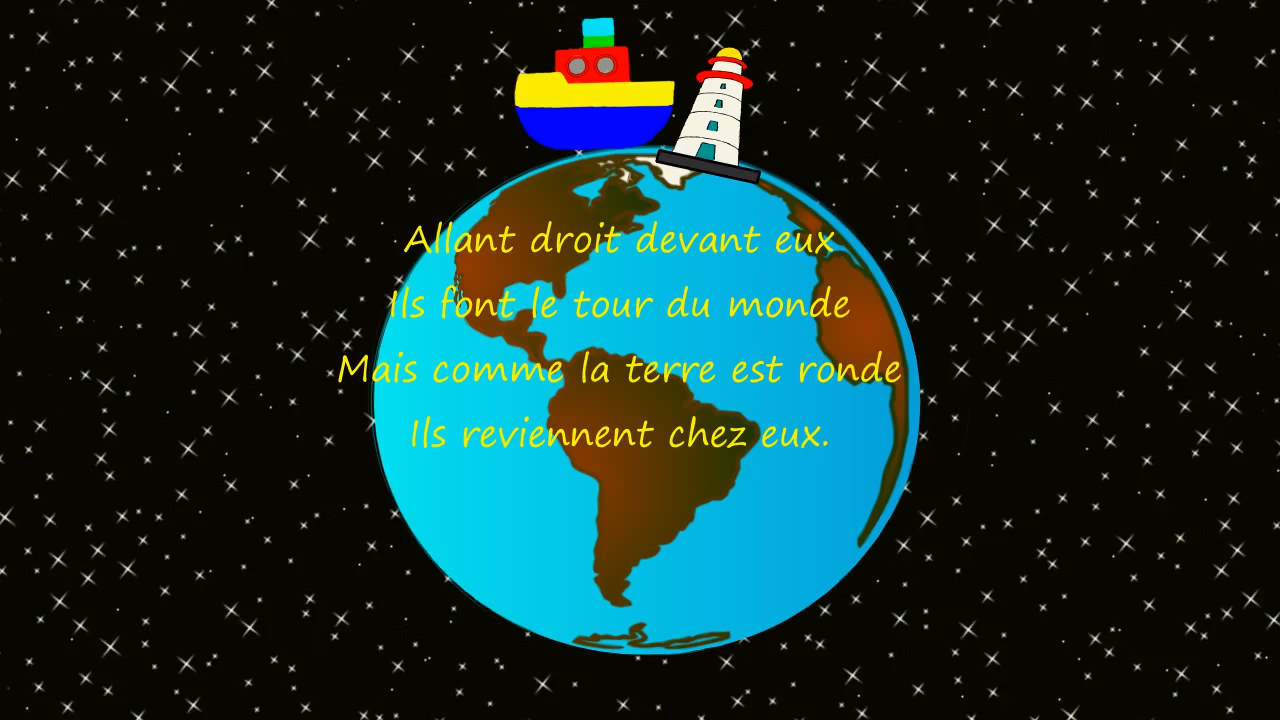 Allant droit devant eux
Ils font le tour du monde
Mais comme la terre est ronde
Ils reviennent chez eux.